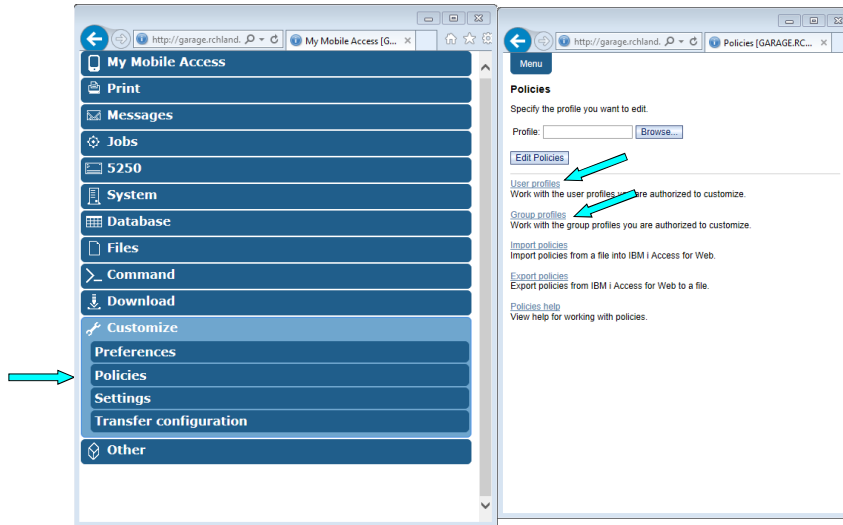 http://garage.rchland.
My Mobile Access [G...
My Mobile Access
Print
Messages
Jobs
5250
System
Database
Files
Command
Download
Customize
Preferences
Policies
Settings
Transfer configuration
Other
http://garage.rchland.
Policies [GARAGE.RC...
Menu
Policies
Specify the profile you want to edit.
Profile: Browse...
Edit Policies
User profiles
Work with the user profiles you are authorized to customize.
Group profiles
Work with the group profiles you are authorized to customize.
Import policies
Import policies from a file into IBM i Access for Web.
Export policies
Export policies from IBM i Access for Web to a file.
Policies help
View help for working with policies.